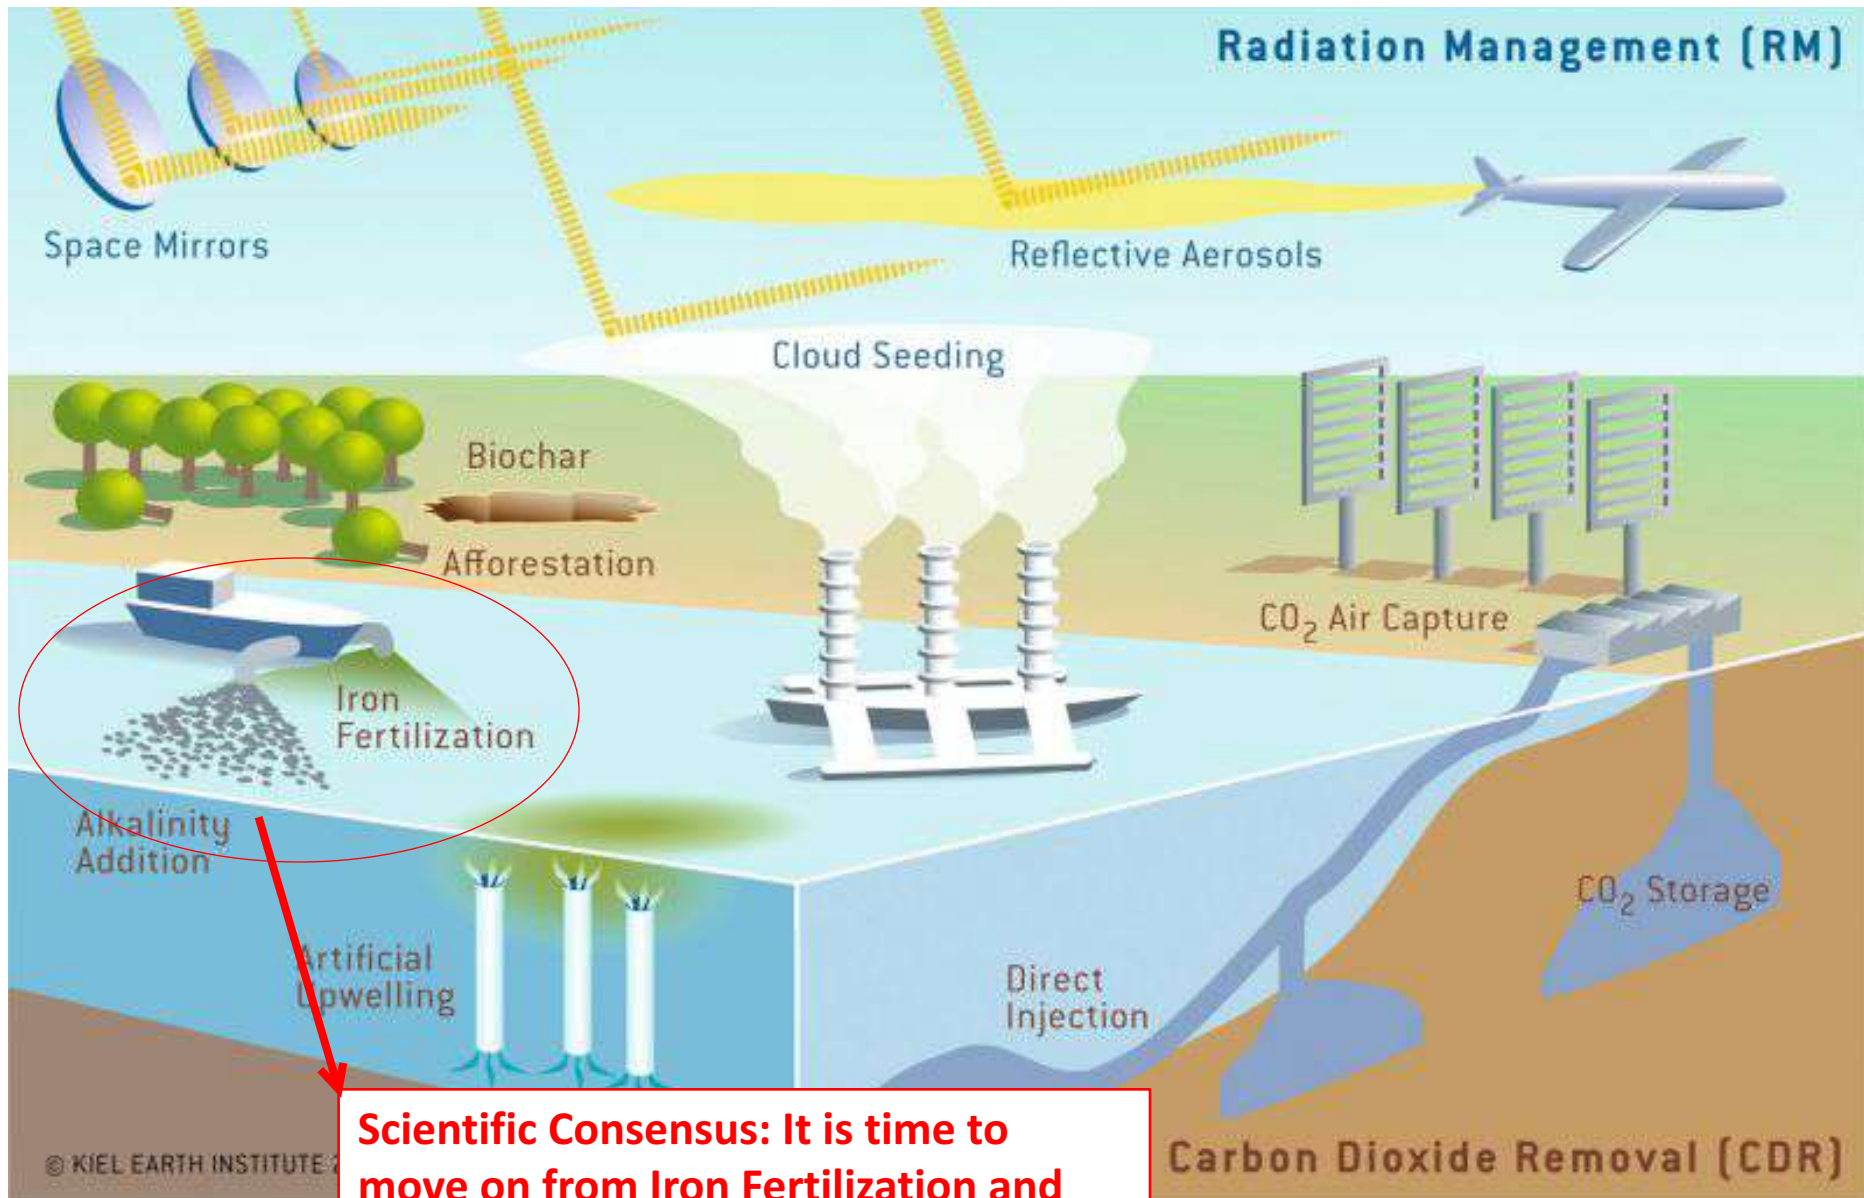 Radiation Management (RM)
Space Mirrors
Reflective Aerosols
Cloud Seeding
Biochar
Afforestation
CO₂ Air Capture
Iron
Fertilization
Alkalinity
Addition
CO₂ Storage
Artificial
Upwelling
Direct
Injection
Scientific Consensus: It is time to
move on from Iron Fertilization and
© KIEL EARTH INSTITUTE
Carbon Dioxide Removal (CDR)